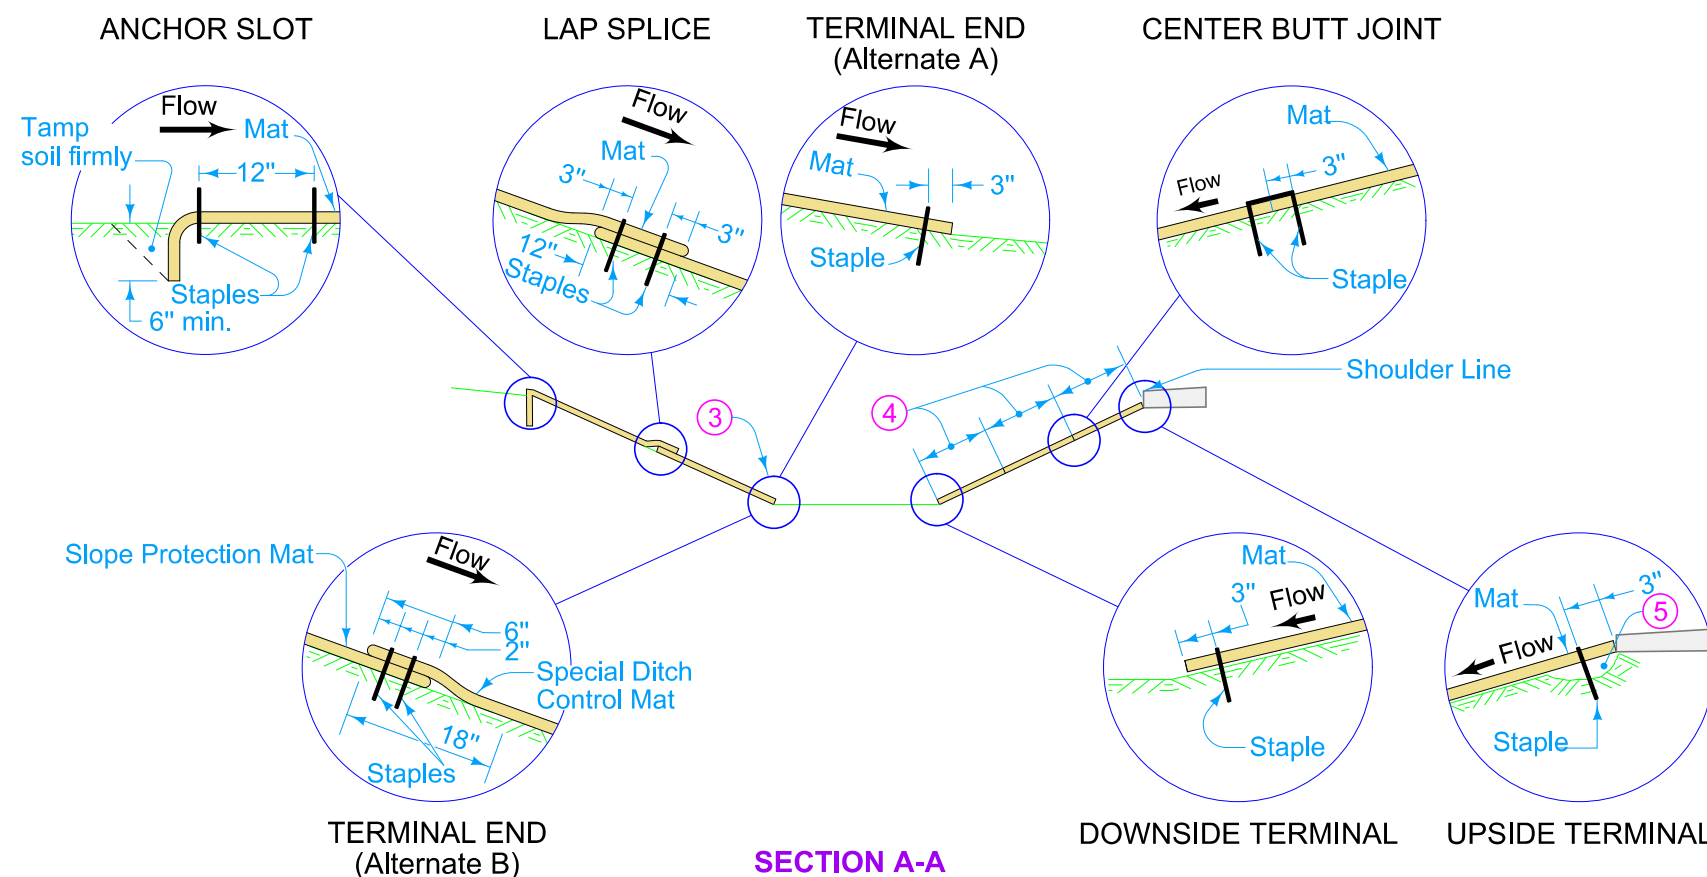 ANCHOR SLOT
LAP SPLICE
TERMINAL END
(Alternate A)
CENTER BUTT JOINT
Flow
Tamp
soil firmly
Mat
12"
Staples
6" min.
Flow
Mat
3"
3"
12"
Staples
Flow
Mat
3"
Staple
Mat
3"
Flow
Staple
Shoulder Line
3
4
Slope Protection Mat
Flow
6"
2"
Special Ditch
Control Mat
18"
Staples
TERMINAL END
(Alternate B)
Mat
3"
Flow
Staple
DOWNSIDE TERMINAL
3"
Mat
5
Flow
Staple
UPSIDE TERMINAL
SECTION A-A